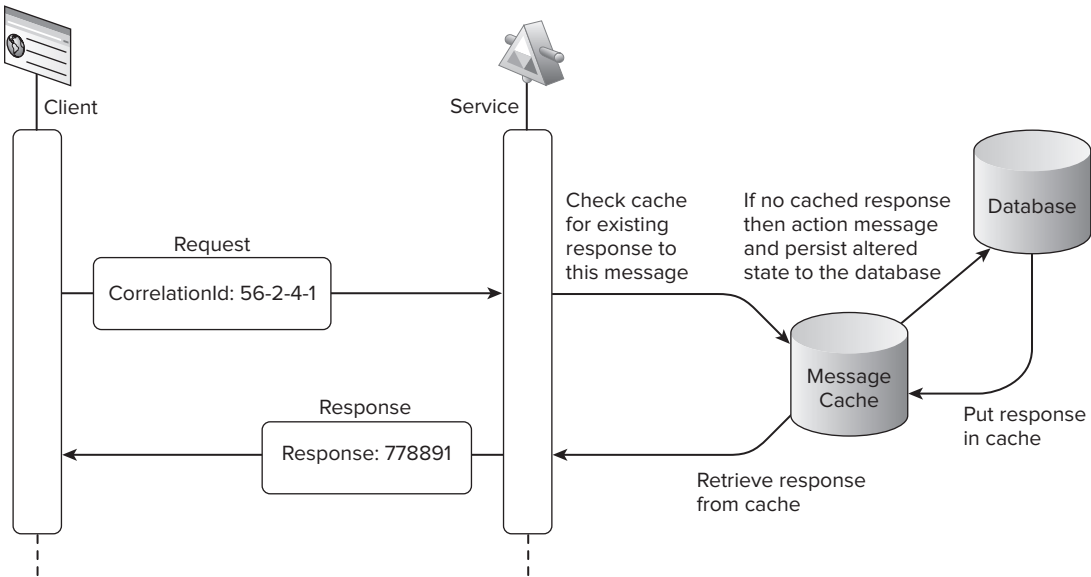 Client
Service
Request
CorrelationId: 56-2-4-1
Check cache
for existing
response to
this message
If no cached response
then action message
and persist altered
state to the database
Database
Message
Cache
Put response
in cache
Response
Response: 778891
Retrieve response
from cache